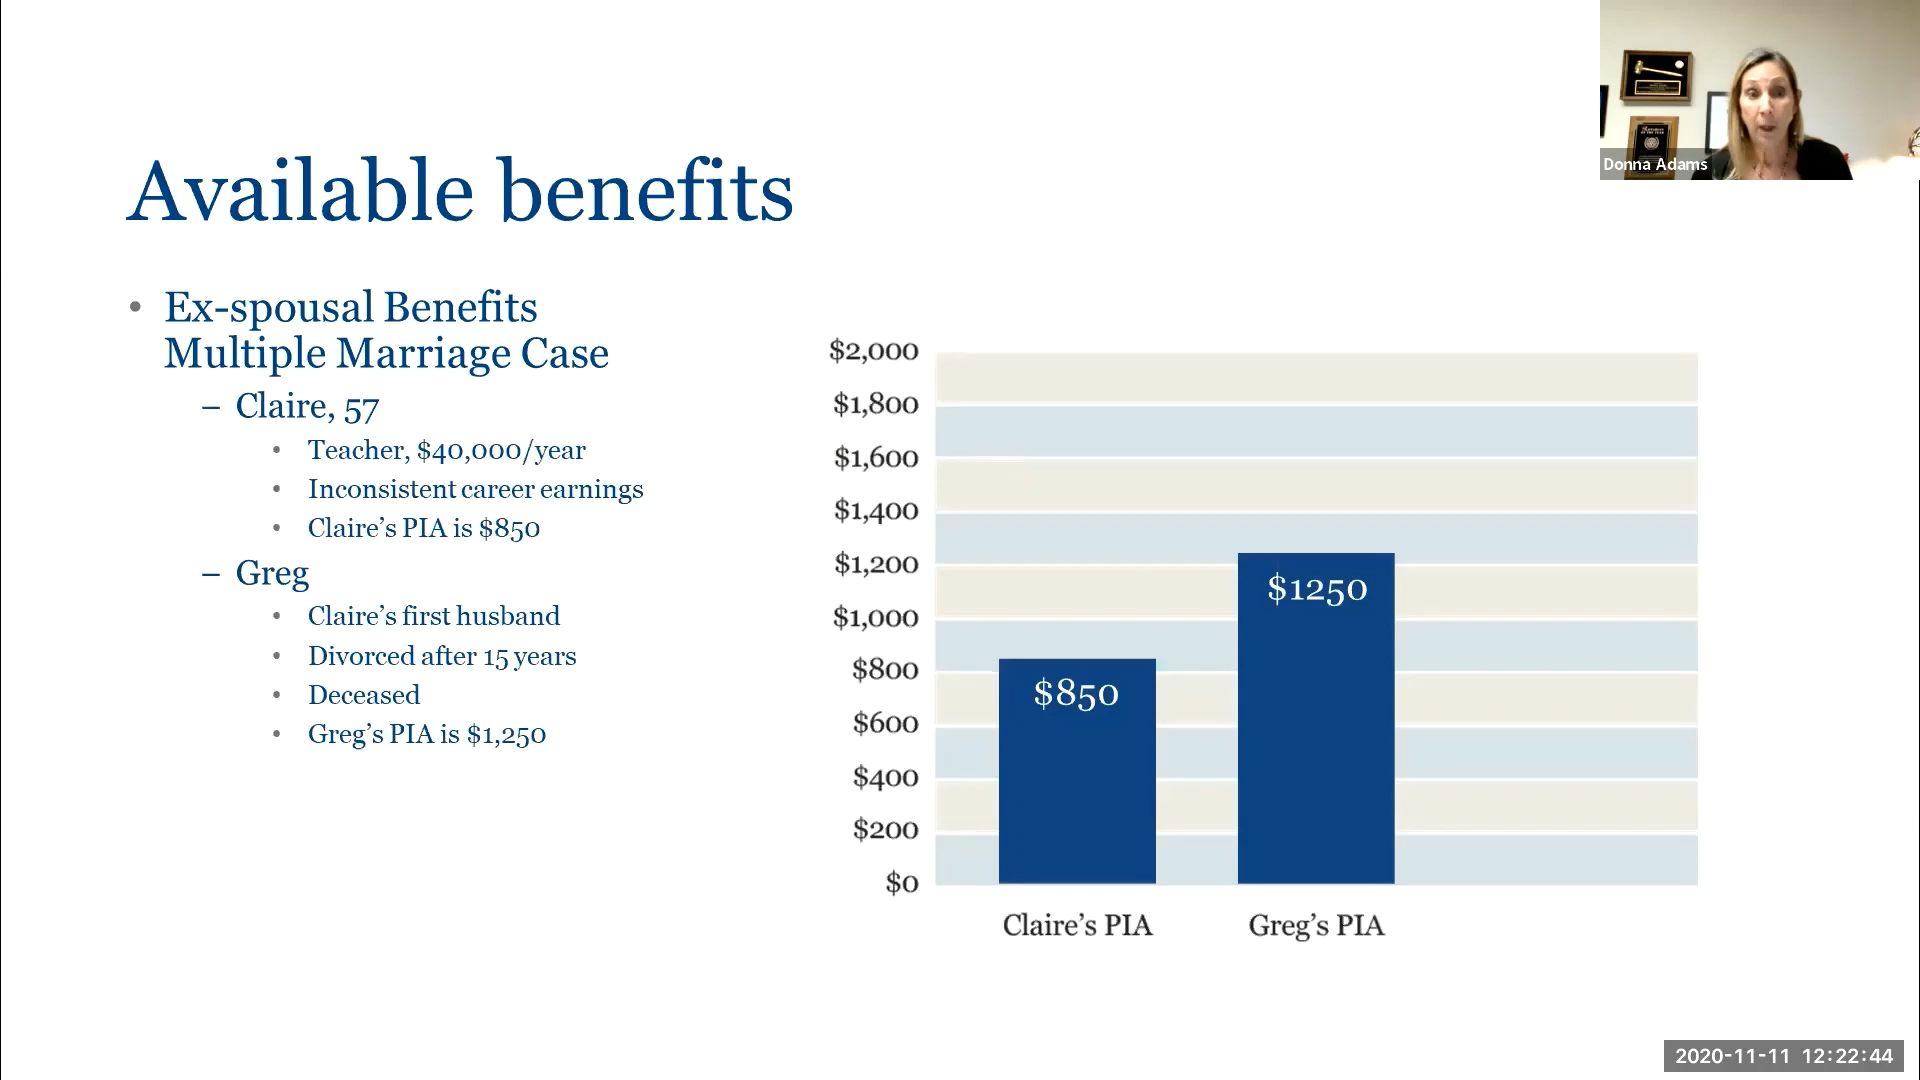 Available benefits
• Ex-spousal Benefits
Multiple Marriage Case
– Claire, 57
• Teacher, $40,000/year
• Inconsistent career earnings
• Claire’s PIA is $850
– Greg
• Claire’s first husband
• Divorced after 15 years
• Deceased
• Greg’s PIA is $1,250
$2,000
$1,800
$1,600
$1,400
$1,200
$1,000
$800
$600
$400
$200
$0
$850
$1250
Claire’s PIA
Greg’s PIA
Donna Adams
2020-11-11 12:22:44